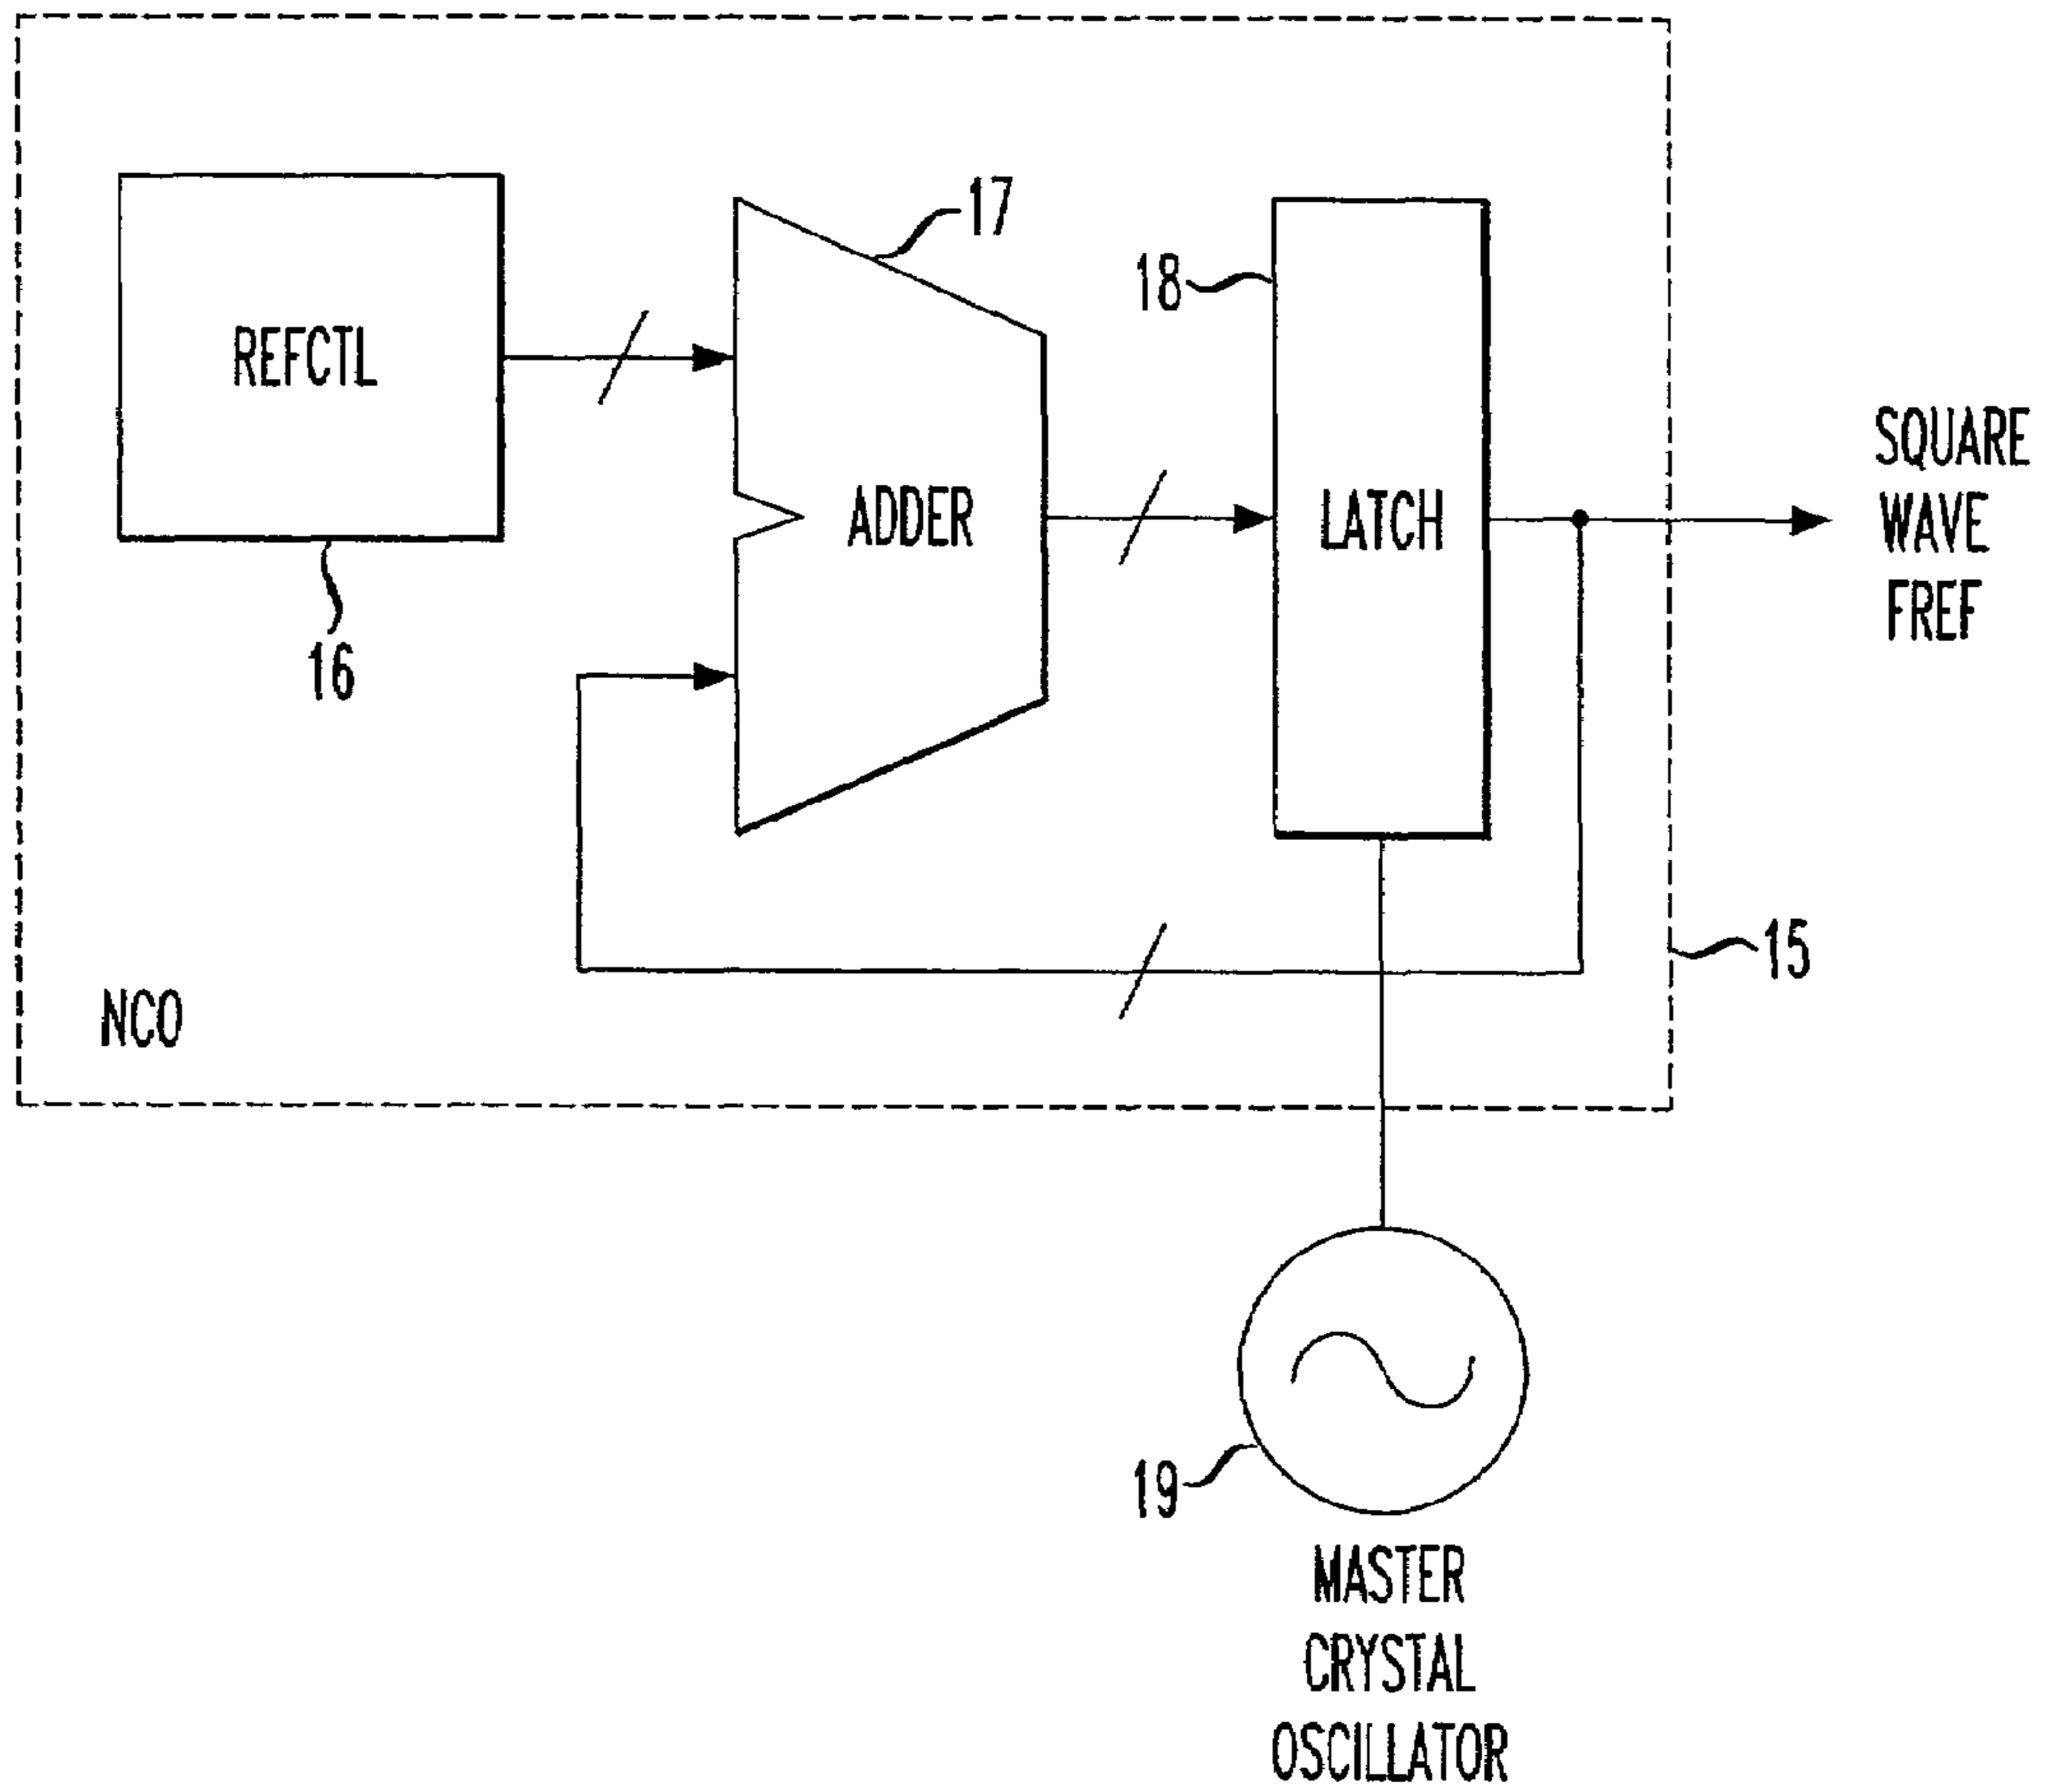 17
18
REFCTL
ADDER
LATCH
SQUARE
WAVE
FREF
16
15
NCO
19
MASTER
CRYSTAL
OSCILLATOR